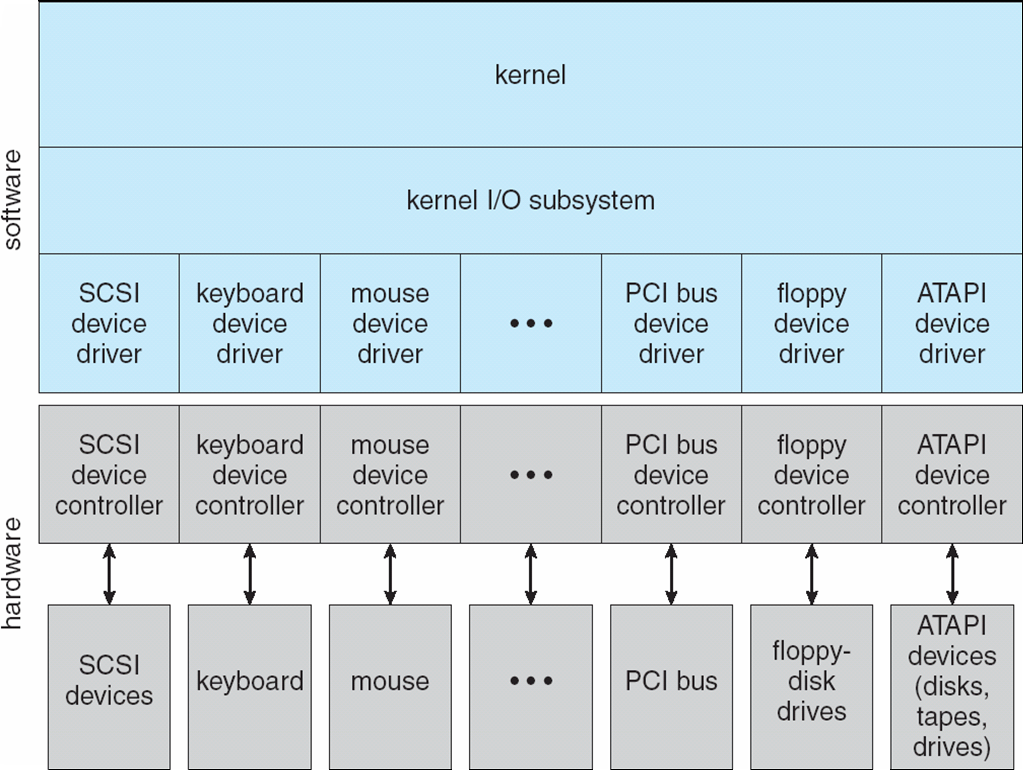 software
kernel
kernel I/O subsystem
SCSI
device
driver
keyboard
device
driver
mouse
device
driver
•••
PCI bus
device
driver
floppy
device
driver
ATAPI
device
driver
hardware
SCSI
device
controller
keyboard
device
controller
mouse
device
controller
•••
PCI bus
device
controller
floppy
device
controller
ATAPI
device
controller
SCSI
devices
keyboard
mouse
•••
PCI bus
floppy-
disk
drives
ATAPI
devices
(disks,
tapes,
drives)